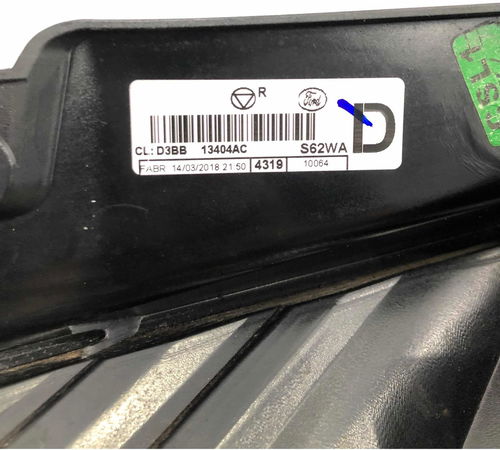 R Ford D
CL: D3BB 13404AC S62WA
FABR 14/03/2018 21:50 4319 10064